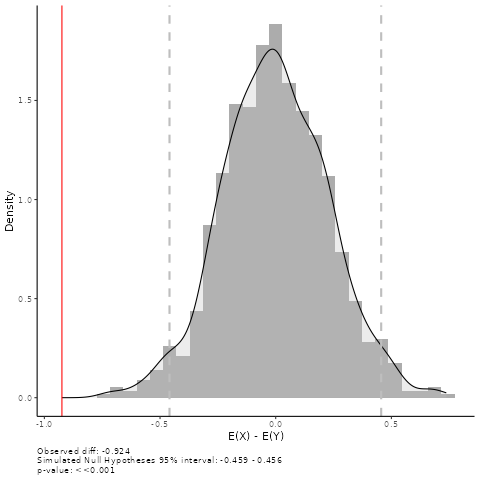 1.5
1.0
0.5
0.0
Density
-1.0
-0.5
0.0
0.5
E(X) - E(Y)
Observed diff: -0.924
Simulated Null Hypotheses 95% interval: -0.459 - 0.456
p-value: <<0.001